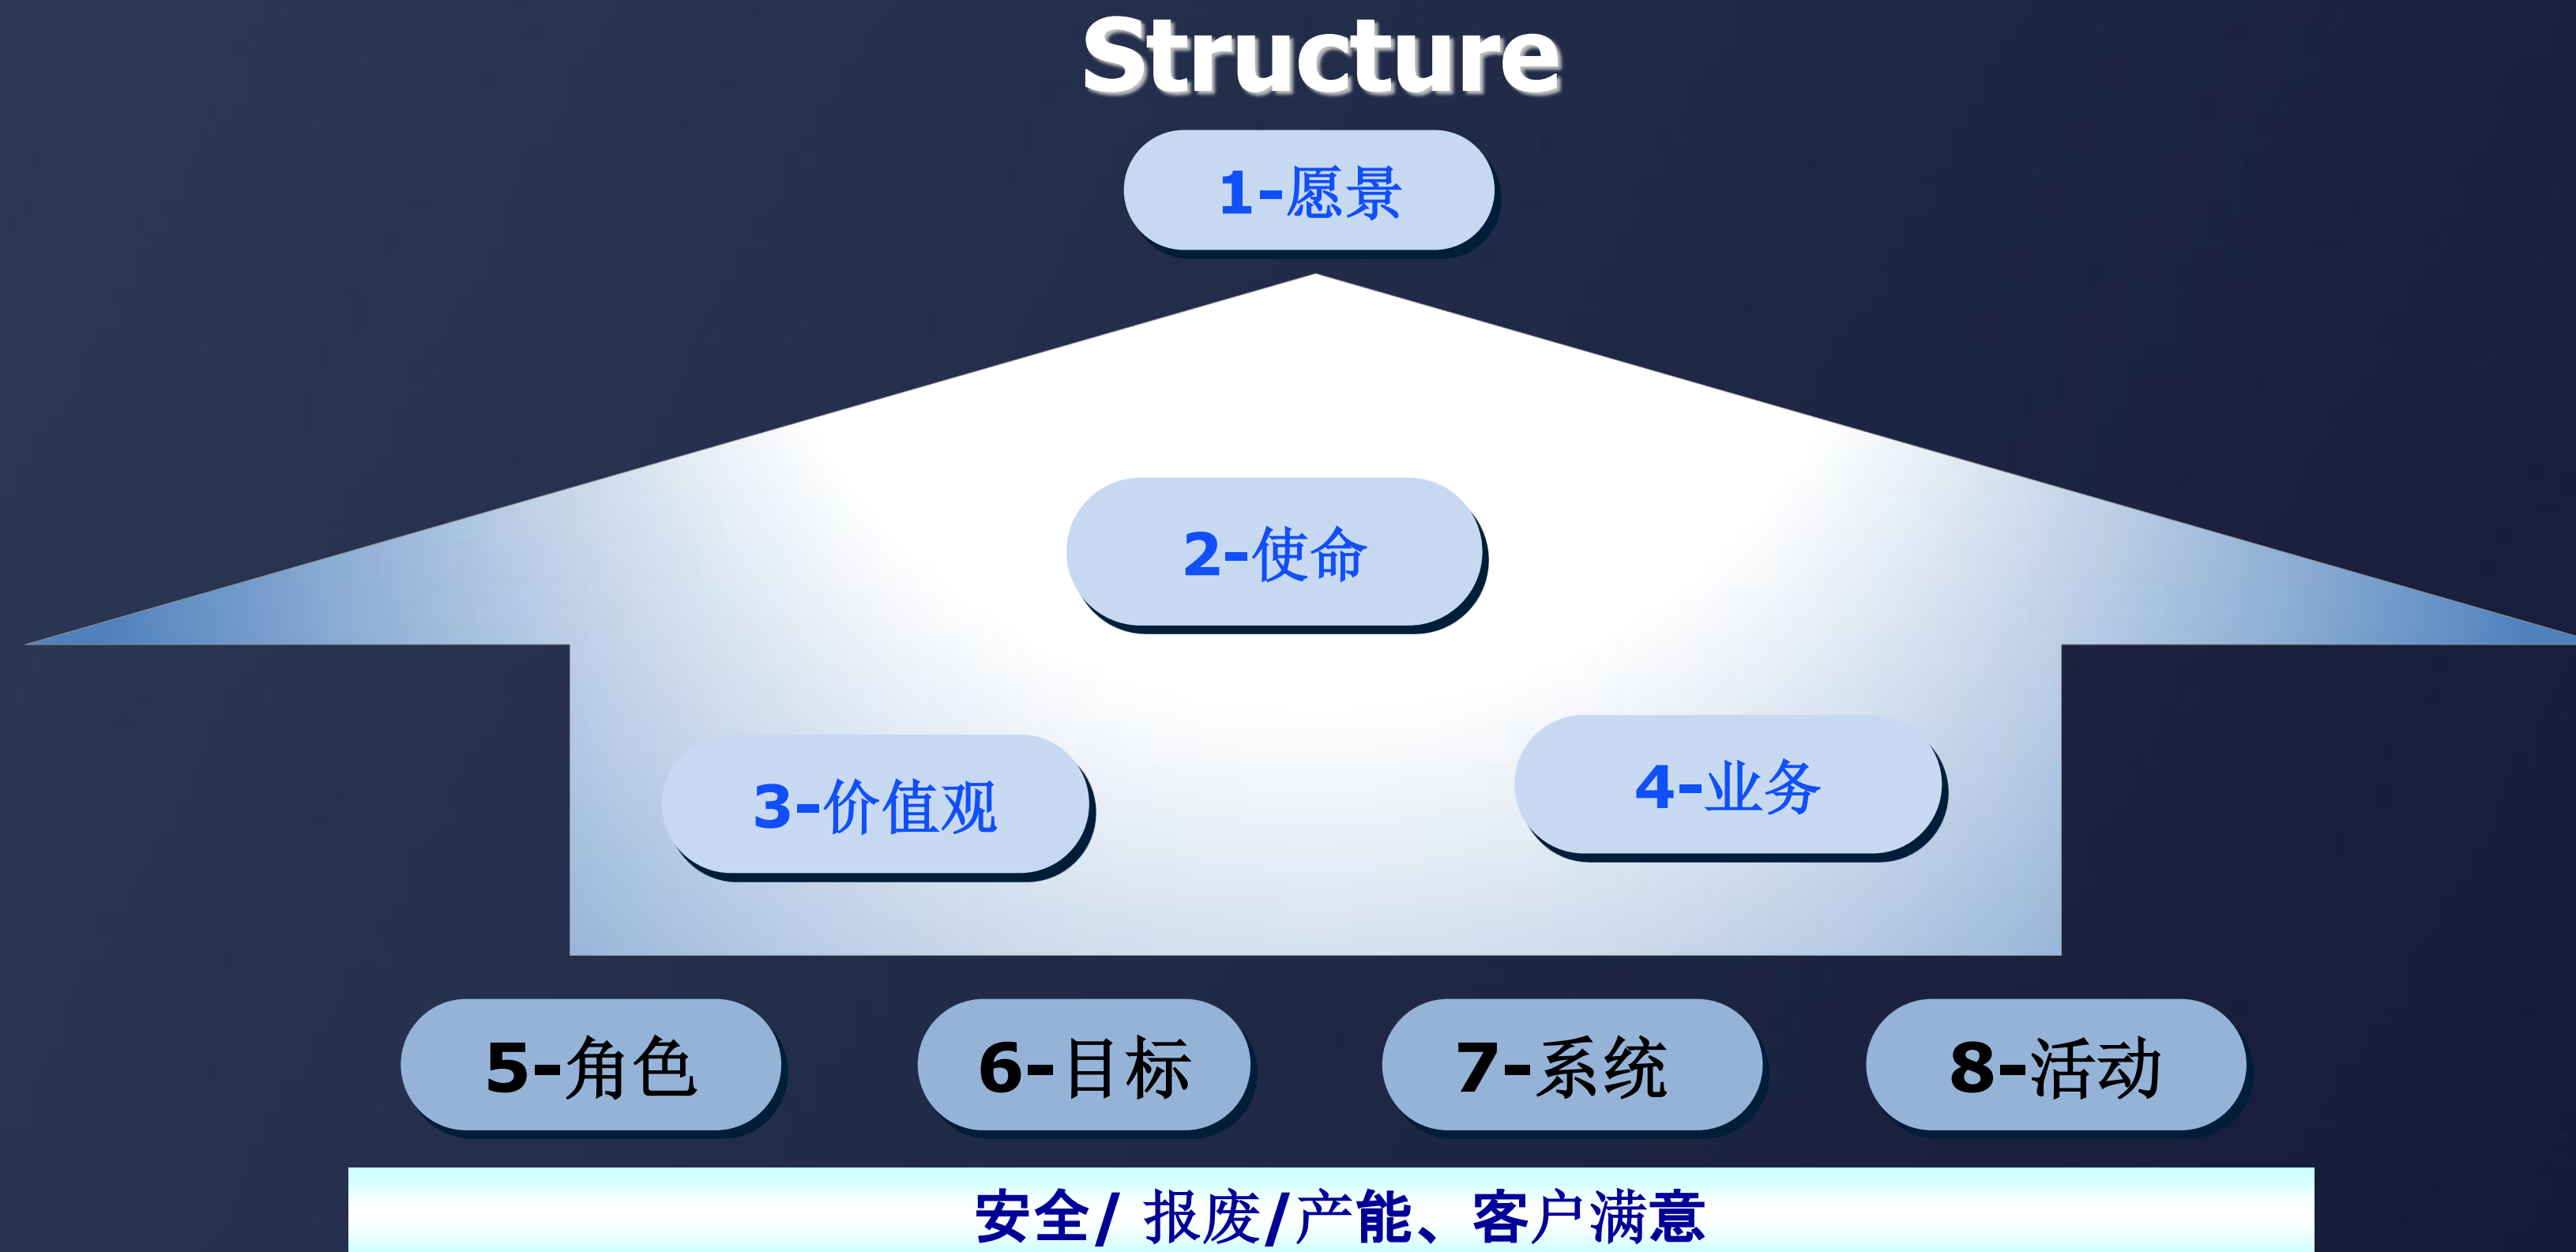 Structure
1-愿景
2-使命
3-价值观
4-业务
5-角色
6-目标
7-系统
8-活动
安全/ 报废/产能、客户满意